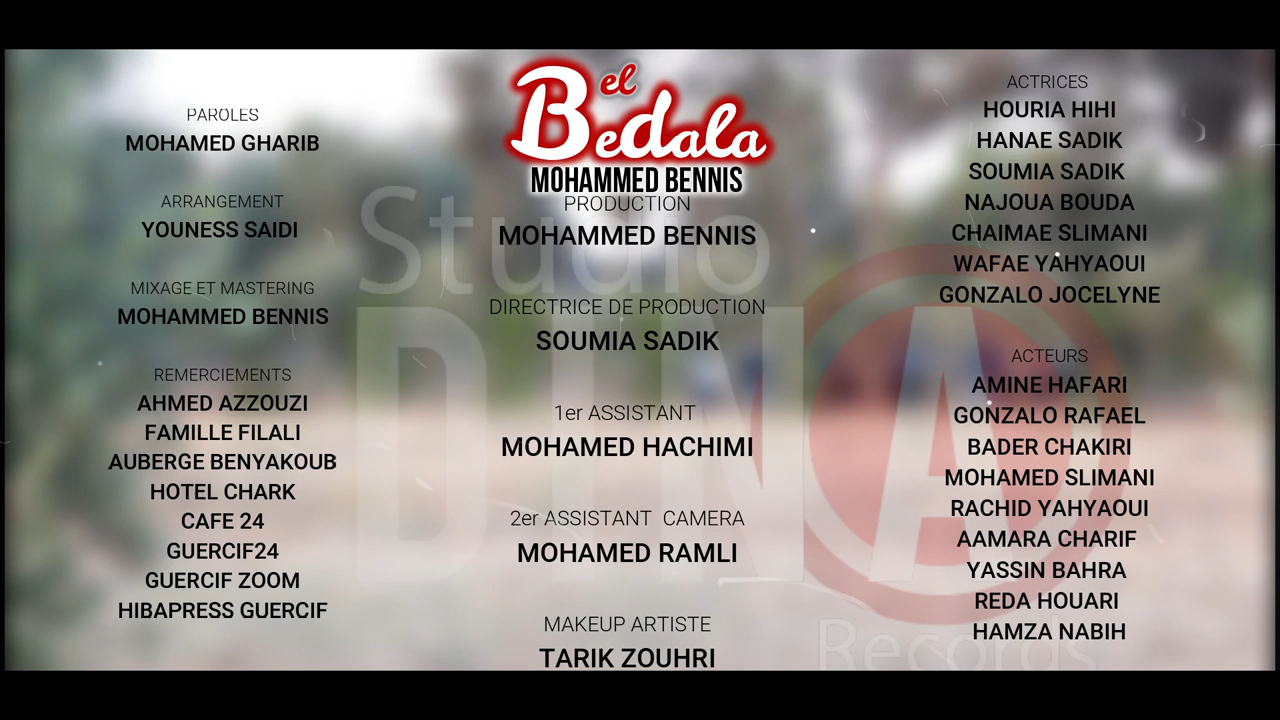 PAROLES
MOHAMED GHARIB
ARRANGEMENT
YOUNESS SAIDI
MIXAGE ET MASTERING
MOHAMMED BENNIS
REMERCIEMENTS
AHMED AZZOUZI
FAMILLE FILALI
AUBERGE BENYAKOUB
HOTEL CHARK
CAFE 24
GUERCIF24
GUERCIF ZOOM
HIBAPRESS GUERCIF
el
Bedala
MOHAMMED BENNIS
PRODUCTION
MOHAMMED BENNIS
DIRECTRICE DE PRODUCTION
SOUMIA SADIK
1er ASSISTANT
MOHAMED HACHIMI
2er ASSISTANT CAMERA
MOHAMED RAMLI
MAKEUP ARTISTE
TARIK ZOUHRI
ACTRICES
HOURIA HIHI
HANAE SADIK
SOUMIA SADIK
NAJOUA BOUDA
CHAIMAE SLIMANI
WAFAE YAHYAOUI
GONZALO JOCELYNE
ACTEURS
AMINE HAFARI
GONZALO RAFAEL
BADER CHAKIRI
MOHAMED SLIMANI
RACHID YAHYAOUI
AAMARA CHARIF
YASSIN BAHRA
REDA HOUARI
HAMZA NABIH
Studio
DINA
Records